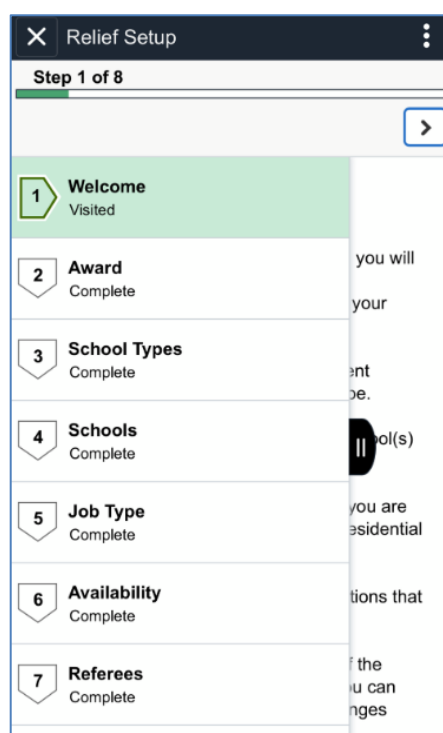 Relief Setup
Step 1 of 8
1 Welcome
Visited
you will
2 Award
Complete
your
3 School Types
Complete
4 Schools
Complete
ol(s)
5 Job Type
Complete
you are
esidential
6 Availability
Complete
tions that
7 Referees
Complete
the
u can
nges